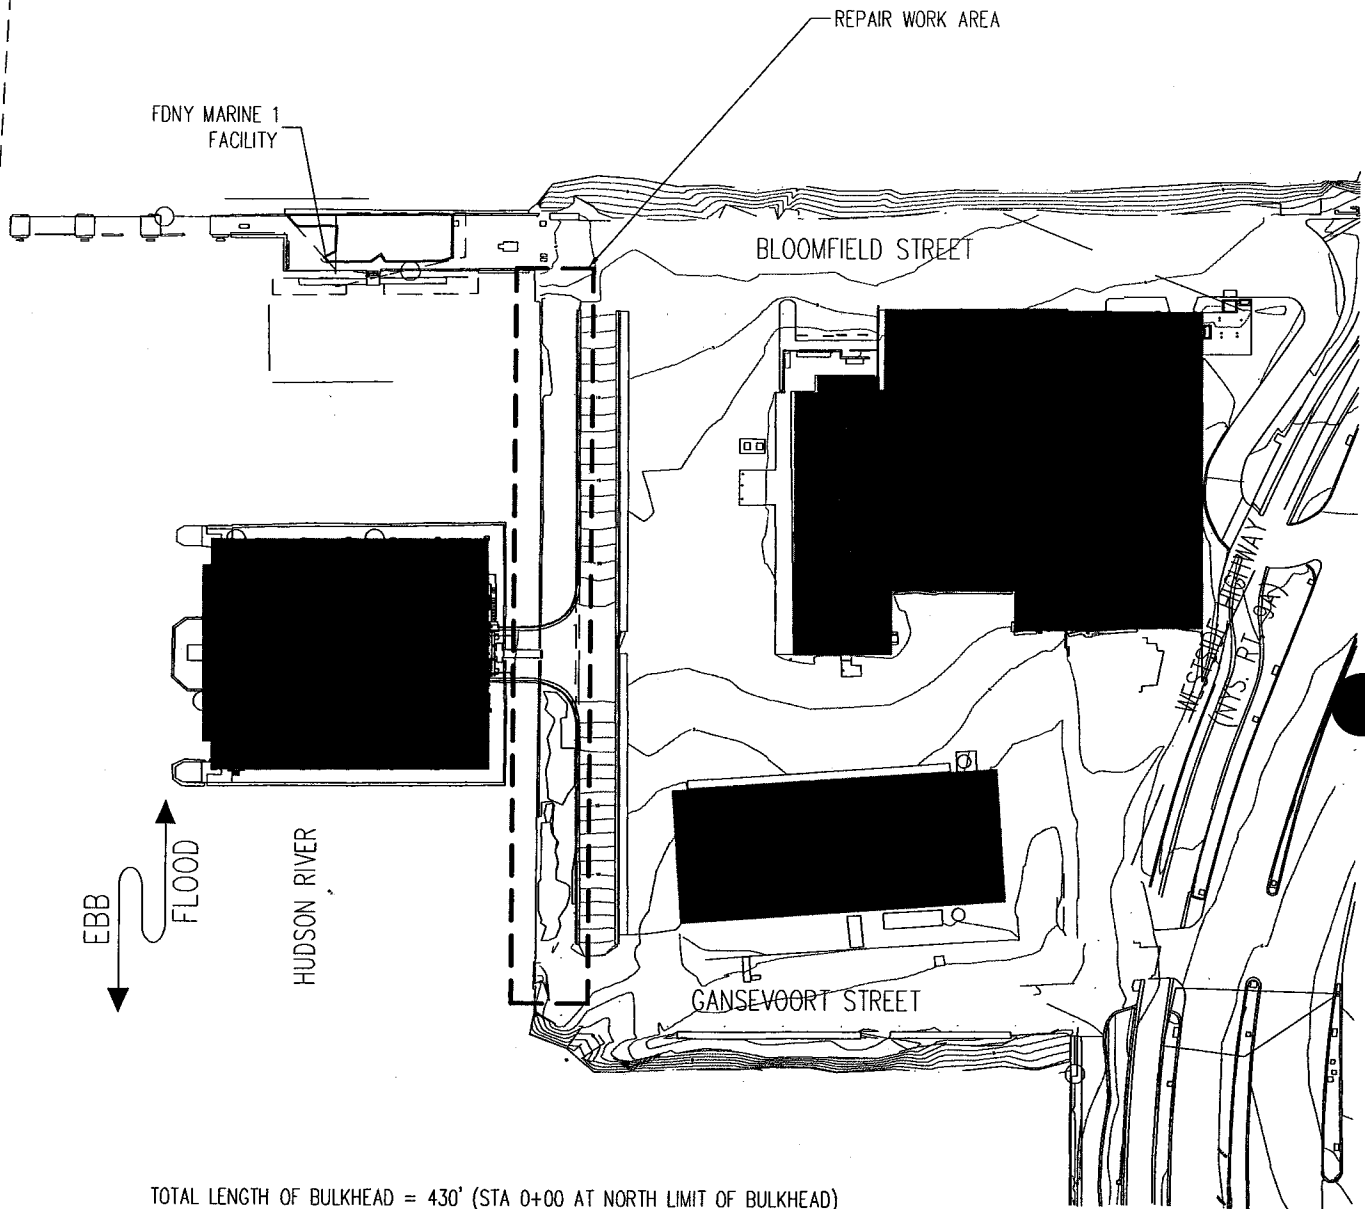 REPAIR WORK AREA
FDNY MARINE 1
FACILITY
BLOOMFIELD STREET
WESTSIDE HIGHWAY
(NYS. RT. 9A)
EBB
FLOOD
HUDSON RIVER
GANSEVOORT STREET
TOTAL LENGTH OF BULKHEAD = 430' (STA 0+00 AT NORTH LIMIT OF BULKHEAD)